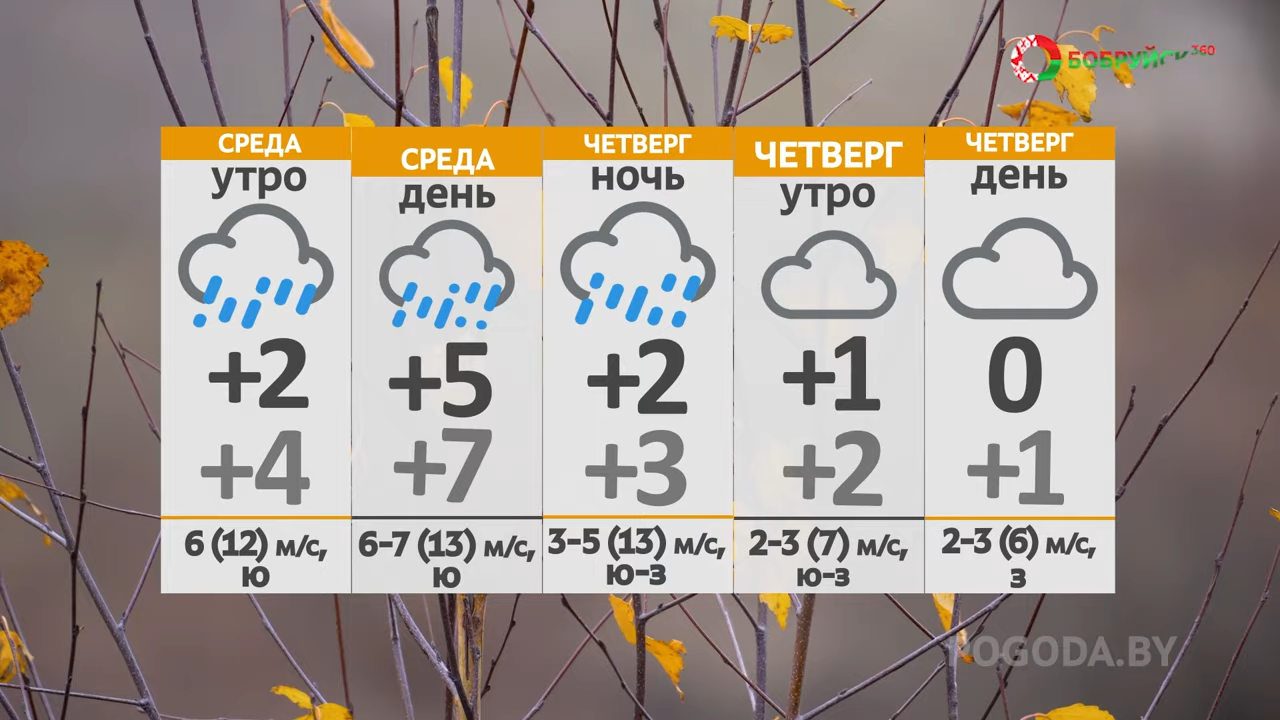 БОБРУЙСК 360
СРЕДА
утро
+2
+4
6 (12) м/с,
ю
СРЕДА
день
+5
+7
6-7 (13) м/с,
ю
ЧЕТВЕРГ
ночь
+2
+3
3-5 (13) м/с,
ю-з
ЧЕТВЕРГ
утро
+1
+2
2-3 (7) м/с,
ю-з
ЧЕТВЕРГ
день
0
+1
2-3 (6) м/с,
з
POGODA.BY